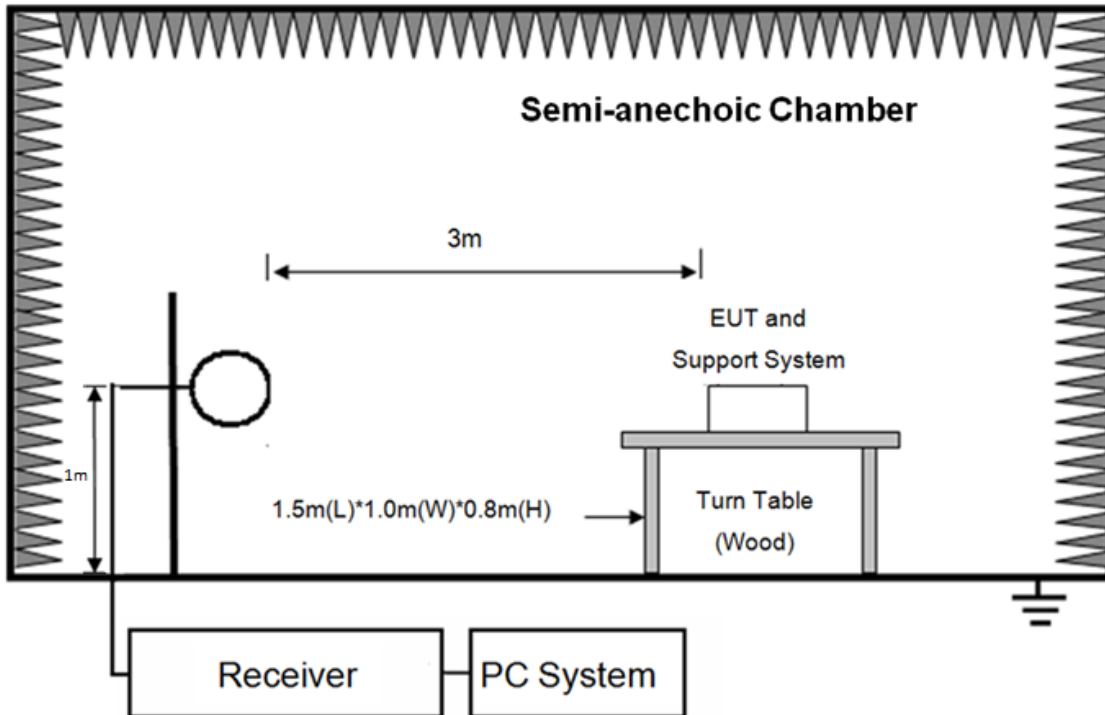 Semi-anechoic Chamber
3m
EUT and
Support System
1m
1.5m(L)*1.0m(W)*0.8m(H)
Turn Table
(Wood)
Receiver
PC System